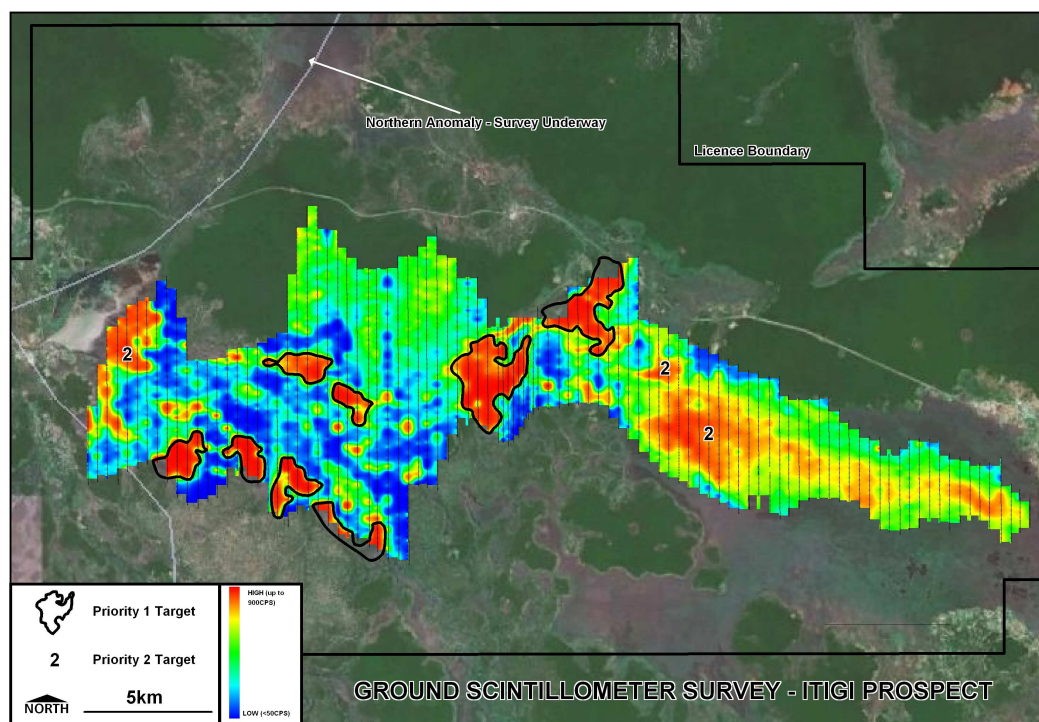 Northern Anomaly - Survey Underway
Licence Boundary
2
2
2
HIGH (up to
900CPS)
LOW (<50CPS)
Priority 1 Target
2 Priority 2 Target
NORTH
5km
GROUND SCINTILLOMETER SURVEY - ITIGI PROSPECT